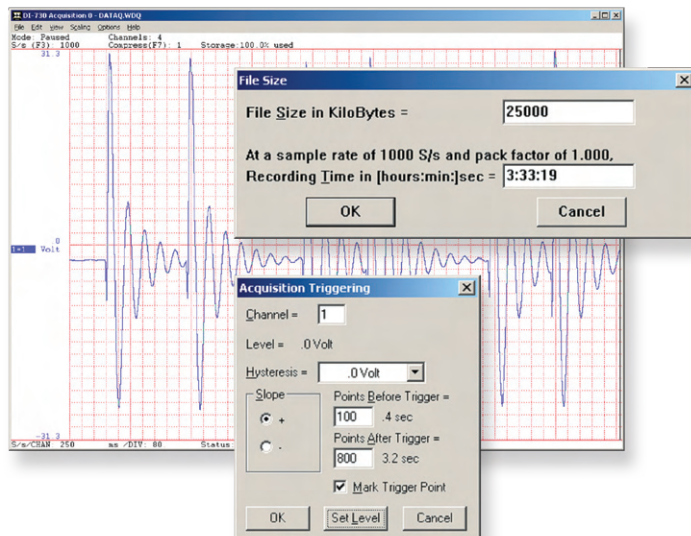 DI-730 Acquisition 0 - DATAQ.WDQ
File Edit View Scaling Options Help
Mode: Paused Channels: 4
S/s (F3): 1000 Compress(F7): 1 Storage:100.0% used
31.3
1+1 0
Volt
-31.3
S/s/CHAN 250 ms /DIV: 80 Status
File Size
File Size in KiloBytes = 25000
At a sample rate of 1000 S/s and pack factor of 1.000,
Recording Time in [hours:min:]sec = 3:33:19
OK Cancel
Acquisition Triggering
Channel = 1
Level = .0 Volt
Hysteresis = .0 Volt
Slope
+
-
Points Before Trigger =
100 .4 sec
Points After Trigger =
800 3.2 sec
Mark Trigger Point
OK Set Level Cancel